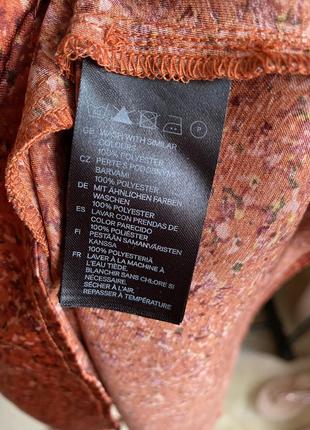 GB WASH WITH SIMILAR
COLOURS
100% POLYESTER
CZ PERTE S PODOBNÝMI
BARVAMI
100% POLYESTER
DE MIT ÄHNLICHEN FARBEN
WASCHEN
100% POLYESTER
ES LAVAR CON PRENDAS DE
COLOR PARECIDO
100% POLIÉSTER
FI PESTÄÄN SAMANVÄRISTEN
KANSSA
100% POLYESTERIÄ
FR LAVER À LA MACHINE À
L'EAU TIÈDE.
BLANCHIR SANS CHLORE SI
NÉCESSAIRE.
SÉCHER À L'AIR.
REPASSER À TEMPÉRATURE